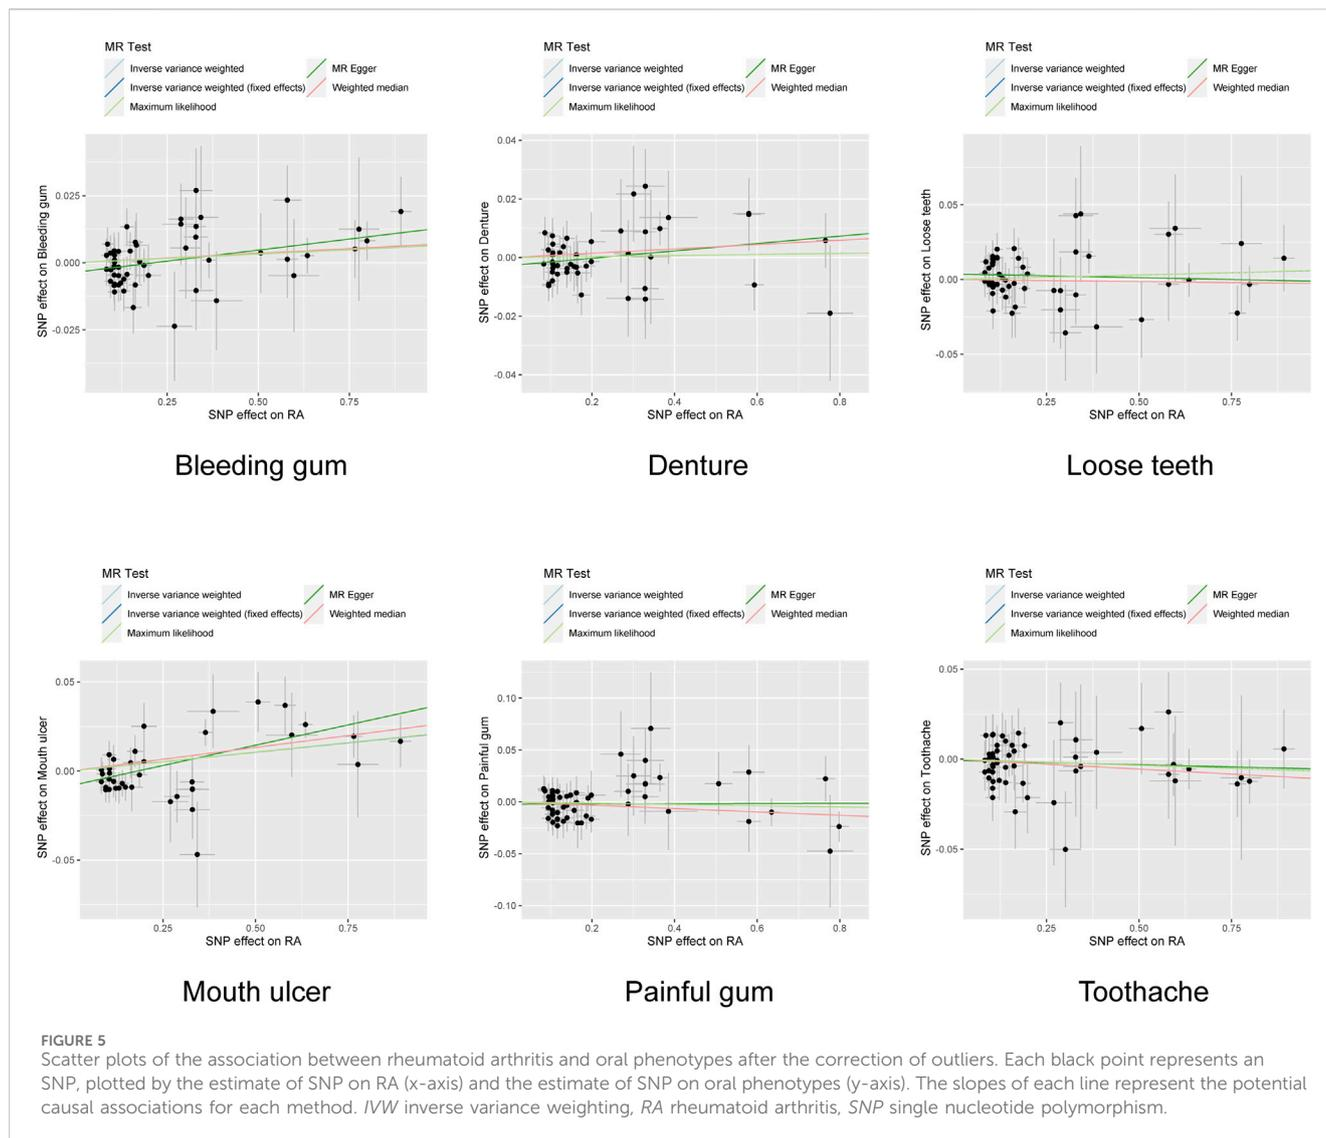 MR Test
Inverse variance weighted
MR Egger
Inverse variance weighted (fixed effects)
Weighted median
Maximum likelihood
SNP effect on Bleeding gum
0.025
0.000
-0.025
0.25 0.50 0.75
SNP effect on RA
Bleeding gum
MR Test
Inverse variance weighted
MR Egger
Inverse variance weighted (fixed effects)
Weighted median
Maximum likelihood
SNP effect on Denture
0.04
0.02
0.00
-0.02
-0.04
0.2 0.4 0.6 0.8
SNP effect on RA
Denture
MR Test
Inverse variance weighted
MR Egger
Inverse variance weighted (fixed effects)
Weighted median
Maximum likelihood
SNP effect on Loose teeth
0.05
0.00
-0.05
0.25 0.50 0.75
SNP effect on RA
Loose teeth
MR Test
Inverse variance weighted
MR Egger
Inverse variance weighted (fixed effects)
Weighted median
Maximum likelihood
SNP effect on Mouth ulcer
0.05
0.00
-0.05
0.25 0.50 0.75
SNP effect on RA
Mouth ulcer
MR Test
Inverse variance weighted
MR Egger
Inverse variance weighted (fixed effects)
Weighted median
Maximum likelihood
SNP effect on Painful gum
0.10
0.05
0.00
-0.05
-0.10
0.2 0.4 0.6 0.8
SNP effect on RA
Painful gum
MR Test
Inverse variance weighted
MR Egger
Inverse variance weighted (fixed effects)
Weighted median
Maximum likelihood
SNP effect on Toothache
0.05
0.00
-0.05
0.25 0.50 0.75
SNP effect on RA
Toothache
FIGURE 5
Scatter plots of the association between rheumatoid arthritis and oral phenotypes after the correction of outliers. Each black point represents an
SNP, plotted by the estimate of SNP on RA (x-axis) and the estimate of SNP on oral phenotypes (y-axis). The slopes of each line represent the potential
causal associations for each method. IVW inverse variance weighting, RA rheumatoid arthritis, SNP single nucleotide polymorphism.